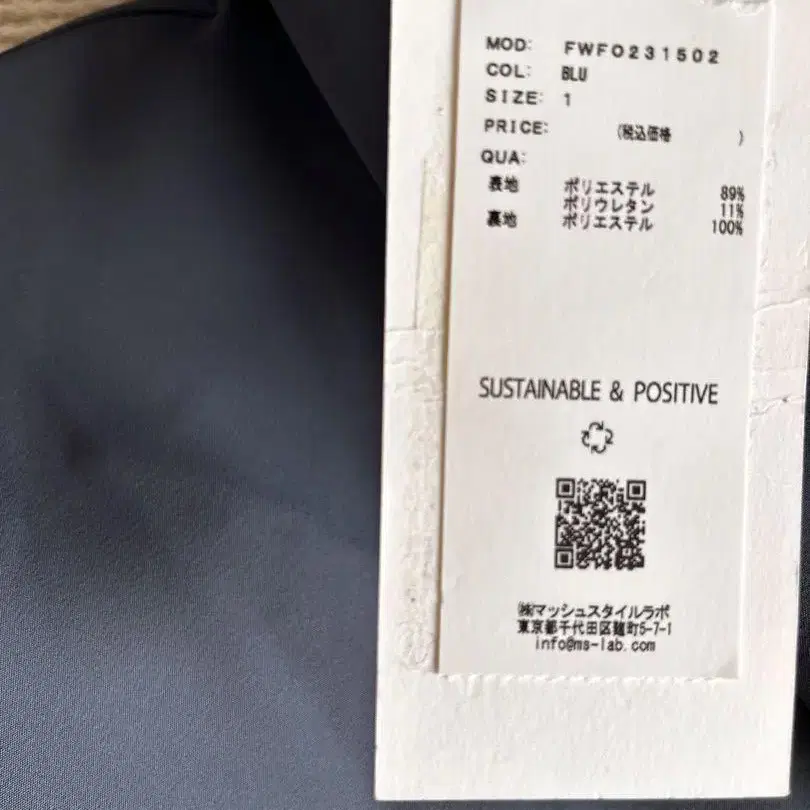 MOD: FWFO231502
COL: BLU
SIZE: 1
PRICE: (税込価格 )
QUA:
表地 ポリエステル 89%
ポリウレタン 11%
裏地 ポリエステル 100%
SUSTAINABLE & POSITIVE
㈱マッシュスタイルラボ
東京都千代田区麹町5-7-1
info@ms-lab.com